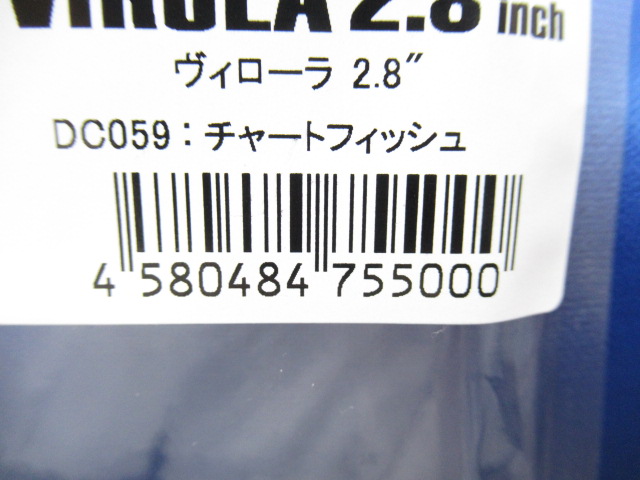 VIROLA 2.8 inch
ヴィローラ 2.8″
DC059：チャートフィッシュ
4 580484 755000